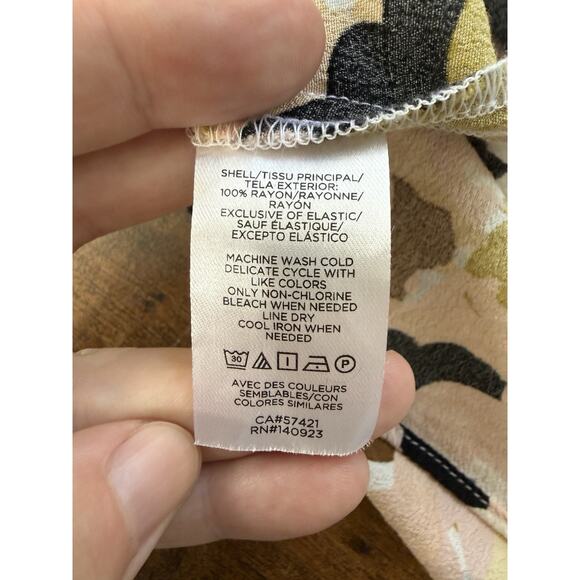 SHELL/TISSU PRINCIPAL/
TELA EXTERIOR:
100% RAYON/RAYONNE/
RAYÓN
EXCLUSIVE OF ELASTIC/
SAUF ÉLASTIQUE/
EXCEPTO ELÁSTICO
MACHINE WASH COLD
DELICATE CYCLE WITH
LIKE COLORS
ONLY NON-CHLORINE
BLEACH WHEN NEEDED
LINE DRY
COOL IRON WHEN
NEEDED
30 P
AVEC DES COULEURS
SEMBLABLES/CON
COLORES SIMILARES
CA#57421
RN#140923